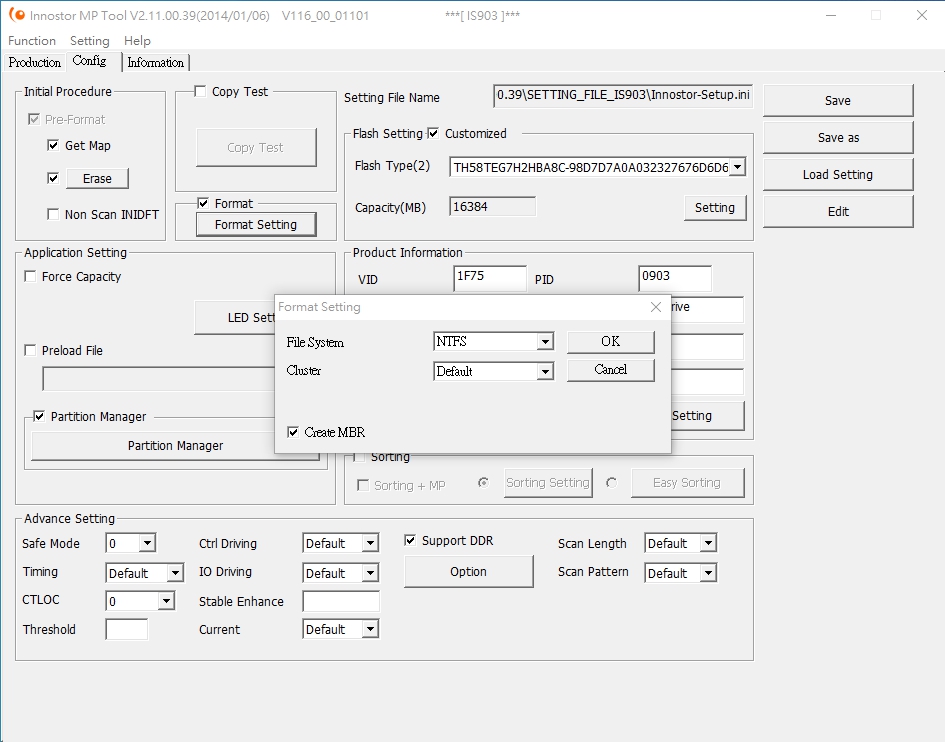 Innostor MP Tool V2.11.00.39(2014/01/06) V116_00_01101 ***[ IS903 ]***
Function Setting Help
Production Config Information
Initial Procedure
Pre-Format
Get Map
Erase
Non Scan INIDFT
Copy Test
Copy Test
Format
Format Setting
Setting File Name 0.39\SETTING_FILE_IS903\Innostor-Setup.ini
Flash Setting Customized
Flash Type(2) TH58TEG7H2HBA8C-98D7D7A0A032327676D6D6
Capacity(MB) 16384 Setting
Save
Save as
Load Setting
Edit
Application Setting
Force Capacity
LED Sett
Preload File
Partition Manager
Partition Manager
Product Information
VID 1F75 PID 0903
rive
Setting
Format Setting
File System NTFS OK
Cluster Default Cancel
Create MBR
Sorting
Sorting + MP Sorting Setting Easy Sorting
Advance Setting
Safe Mode 0 Ctrl Driving Default Support DDR Scan Length Default
Timing Default IO Driving Default Option Scan Pattern Default
CTLOC 0 Stable Enhance
Threshold Current Default